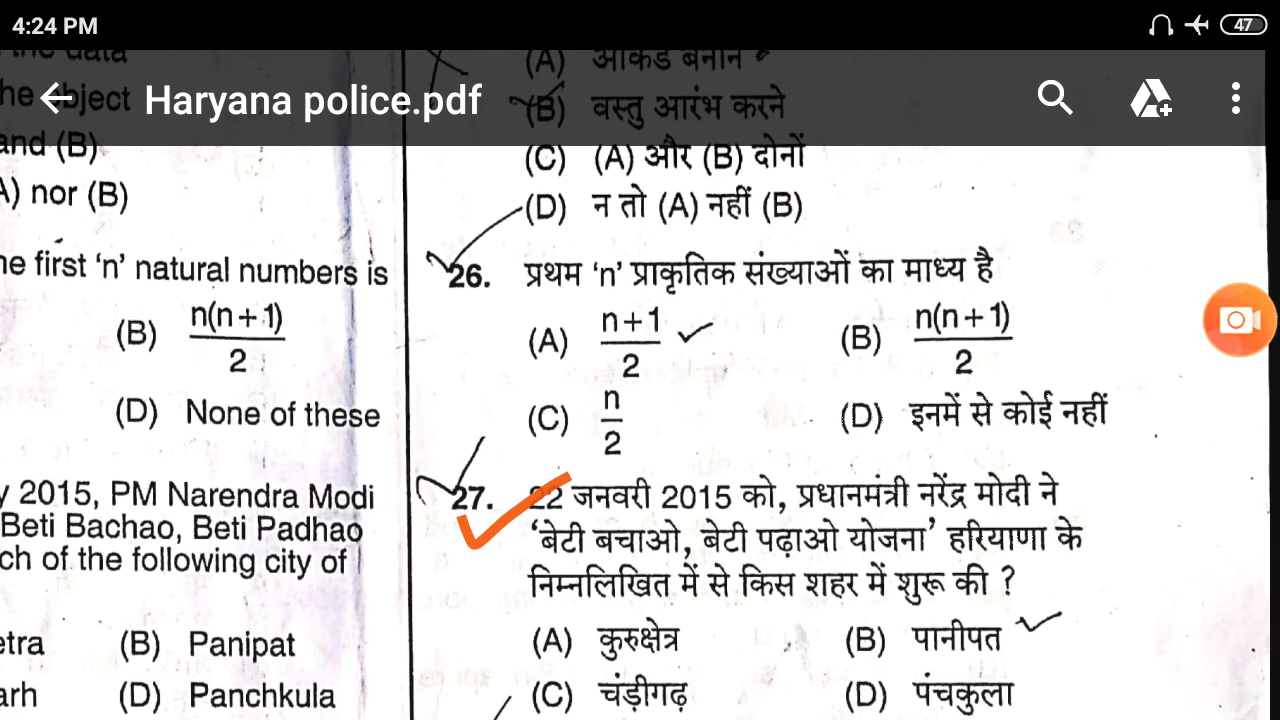 4:24 PM
47
the data
Haryana police.pdf
and (B)
A) nor (B)
he first ‘n’ natural numbers is
(B) n(n+1)/2
(D) None of these
2015, PM Narendra Modi
Beti Bachao, Beti Padhao
ch of the following city of
etra (B) Panipat
arh (D) Panchkula
(A) आंकड़े बनाने
(B) वस्तु आरंभ करने
(C) (A) और (B) दोनों
(D) न तो (A) नहीं (B)
26. प्रथम ‘n’ प्राकृतिक संख्याओं का माध्य है
(A) n+1/2 (B) n(n+1)/2
(C) n/2 (D) इनमें से कोई नहीं
27. 22 जनवरी 2015 को, प्रधानमंत्री नरेंद्र मोदी ने
‘बेटी बचाओ, बेटी पढ़ाओ योजना’ हरियाणा के
निम्नलिखित में से किस शहर में शुरू की ?
(A) कुरुक्षेत्र (B) पानीपत
(C) चंड़ीगढ़ (D) पंचकुला